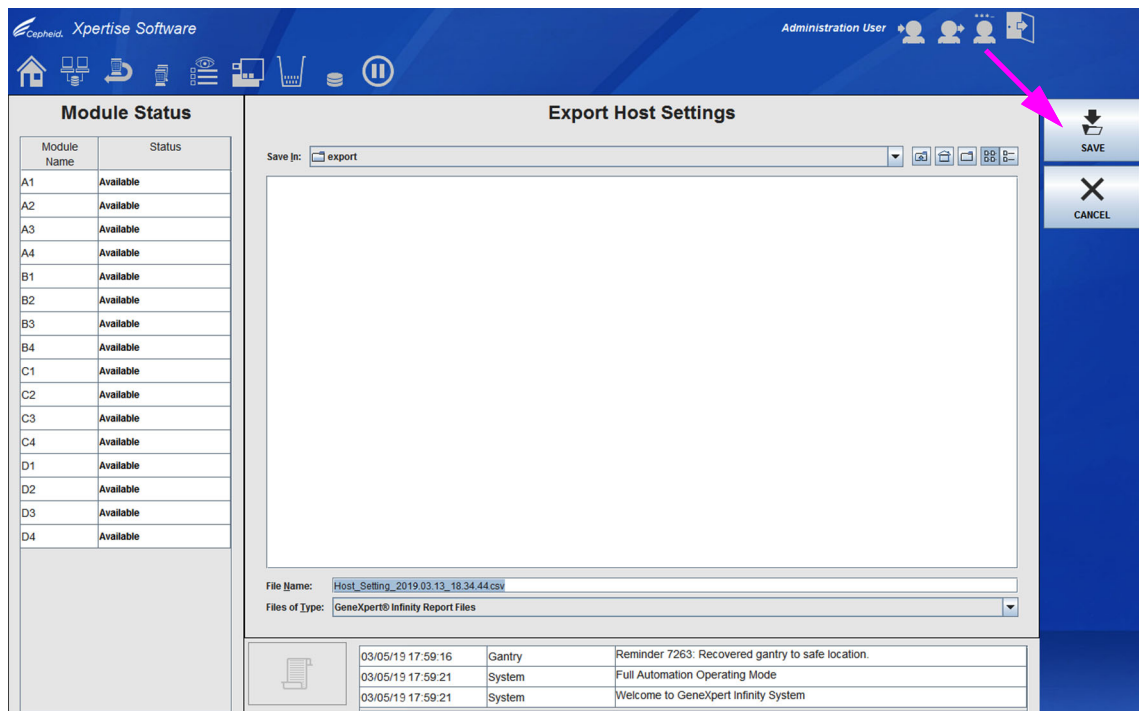 Cepheid. Xpertise Software
Administration User
Module Status
Export Host Settings
SAVE
CANCEL
Module Name Status
Save In: export
A1 Available
A2 Available
A3 Available
A4 Available
B1 Available
B2 Available
B3 Available
B4 Available
C1 Available
C2 Available
C3 Available
C4 Available
D1 Available
D2 Available
D3 Available
D4 Available
File Name: Host_Setting_2019.03.13_18.34.44.csv
Files of Type: GeneXpert® Infinity Report Files
03/05/19 17:59:16 Gantry Reminder 7263: Recovered gantry to safe location.
03/05/19 17:59:21 System Full Automation Operating Mode
03/05/19 17:59:21 System Welcome to GeneXpert Infinity System